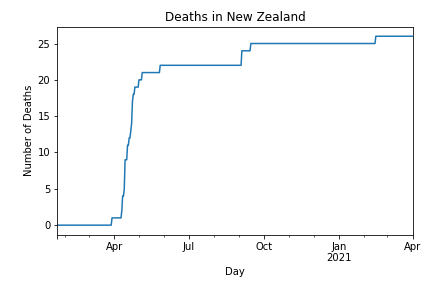 Deaths in New Zealand
Number of Deaths
25
20
15
10
5
0
Apr
Jul
Oct
Jan
2021
Apr
Day